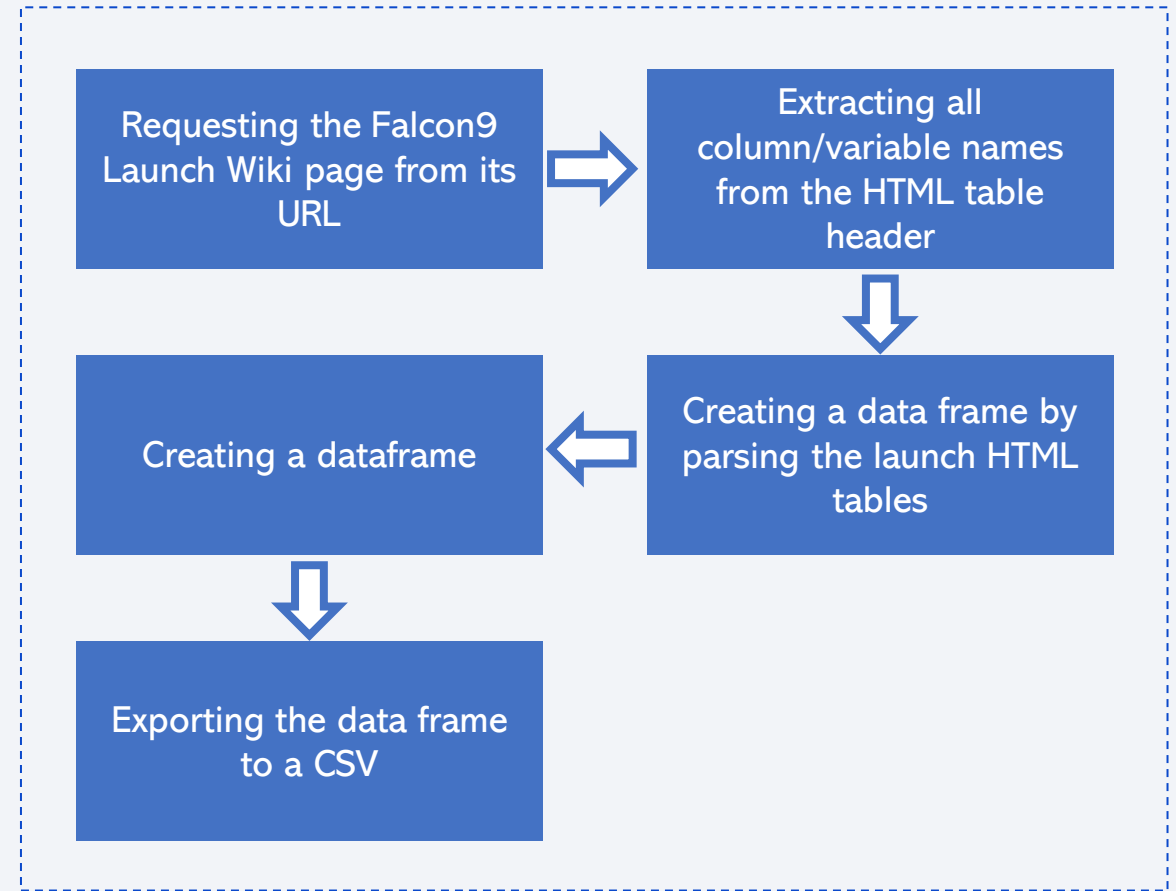 Requesting the Falcon9
Launch Wiki page from its
URL
Extracting all
column/variable names
from the HTML table
header
Creating a data frame by
parsing the launch HTML
tables
Creating a dataframe
Exporting the data frame
to a CSV